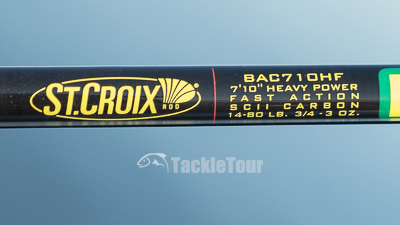 ST.CROIX
ROD
BAC710HF
7'10" HEAVY POWER
FAST ACTION
SCII CARBON
14-80 LB. 3/4 - 3 OZ.
TackleTour